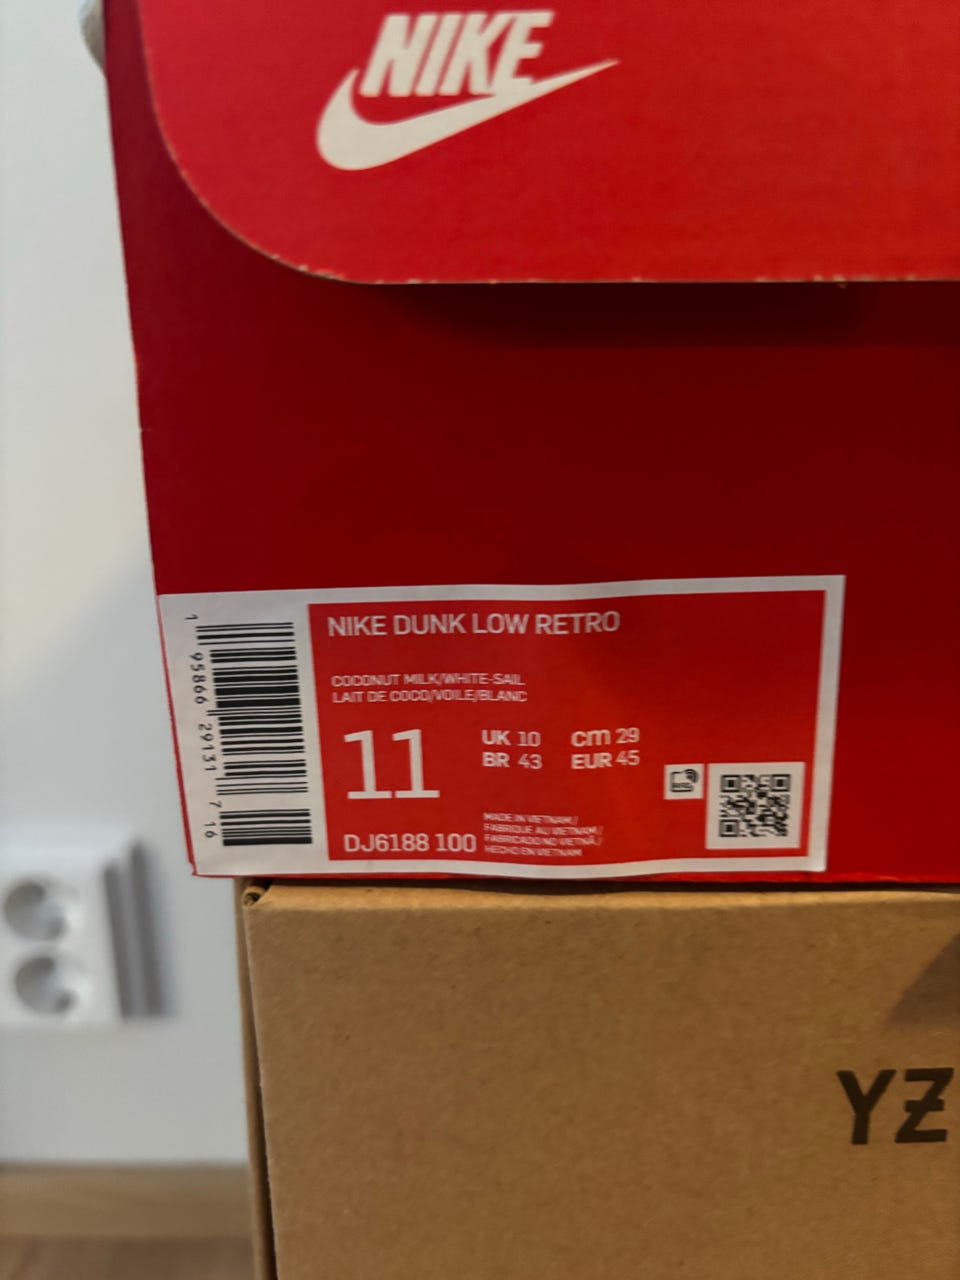 NIKE
NIKE DUNK LOW RETRO
COCONUT MILK/WHITE-SAIL
LAIT DE COCO/VOILE/BLANC
11
UK 10 cm 29
BR 43 EUR 45
DJ6188 100
MADE IN VIETNAM /
FABRIQUE AU VIETNAM /
FABRICADO NO VIETNÃ /
HECHO EN VIETNAM
1 95866 29131 7 16
YZ